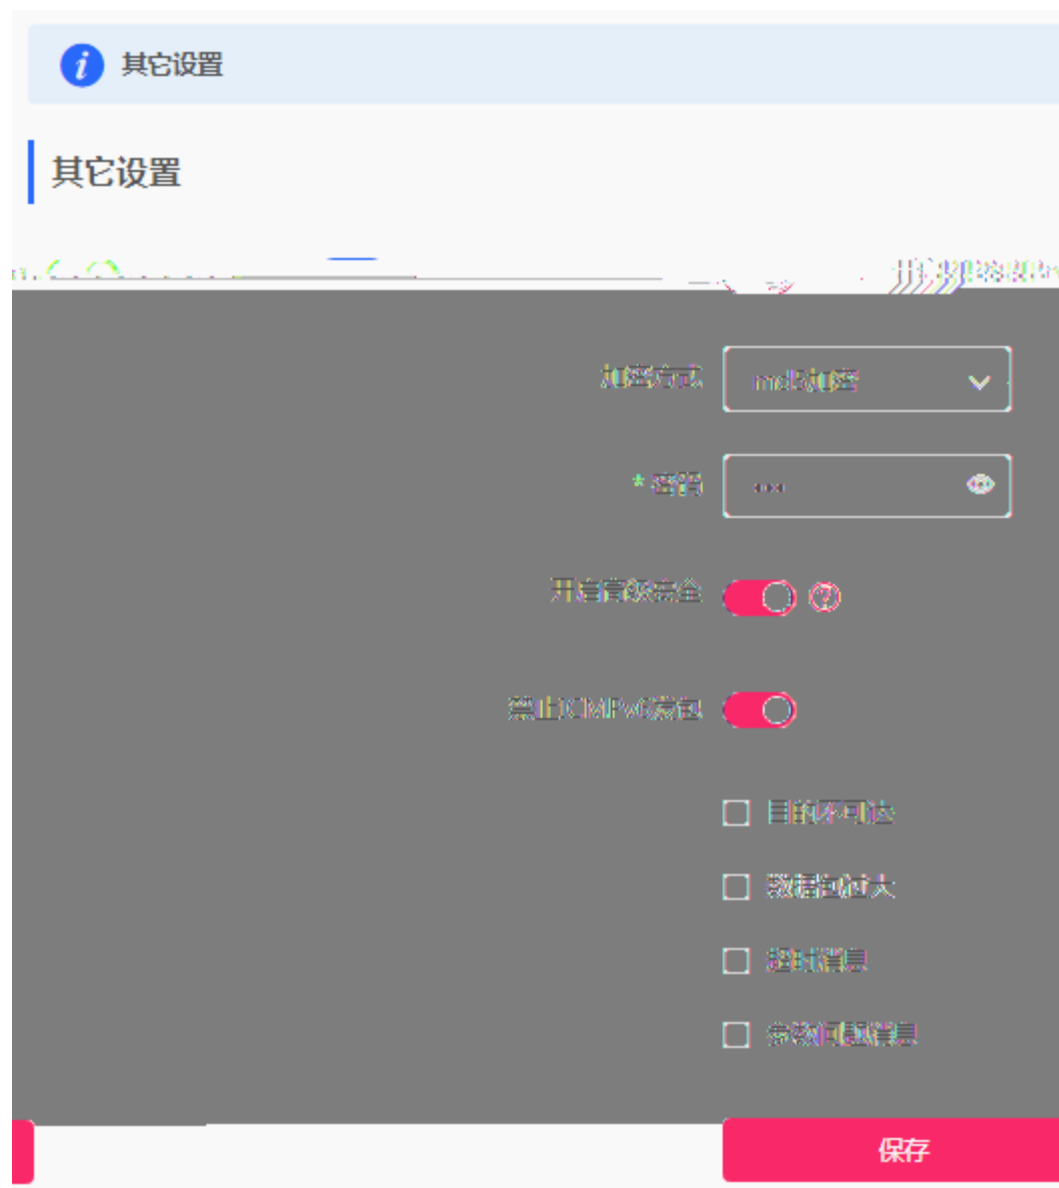 其它设置
其它设置
加密方式 md5加密
* 密码 •••
开启高级安全
禁止ICMPv6发包
目的不可达
数据包过大
超时消息
参数问题消息
保存